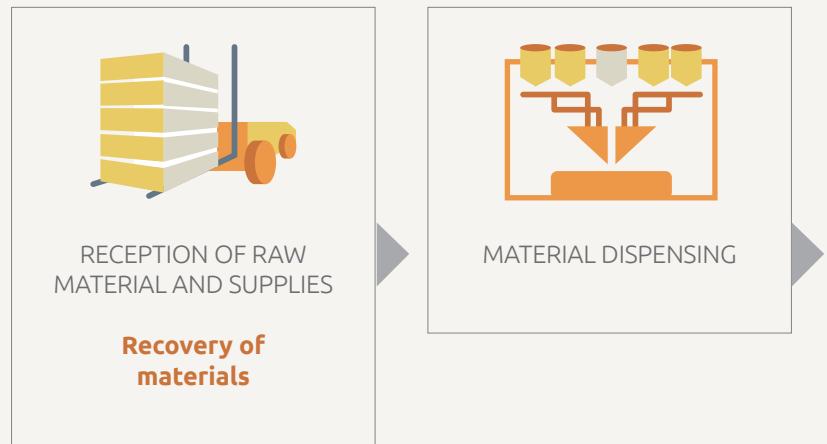 RECEPTION OF RAW
MATERIAL AND SUPPLIES
Recovery of
materials
MATERIAL DISPENSING